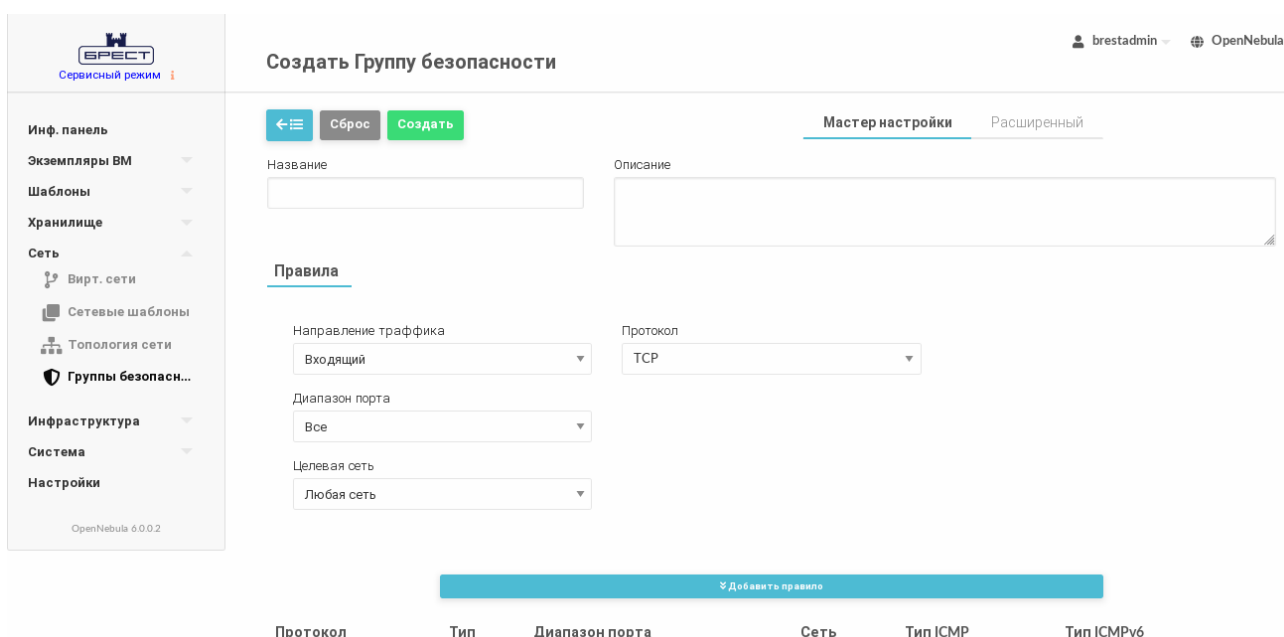 БРЕСТ
Сервисный режим i
Создать Группу безопасности
brestadmin
OpenNebula
Инф. панель
Экземпляры ВМ
Шаблоны
Хранилище
Сеть
Вирт. сети
Сетевые шаблоны
Топология сети
Группы безопасн...
Инфраструктура
Система
Настройки
OpenNebula 6.0.0.2
Сброс
Создать
Мастер настройки
Расширенный
Название
Описание
Правила
Направление траффика
Протокол
Входящий
TCP
Диапазон порта
Все
Целевая сеть
Любая сеть
Добавить правило
Протокол Тип Диапазон порта Сеть Тип ICMP Тип ICMPv6